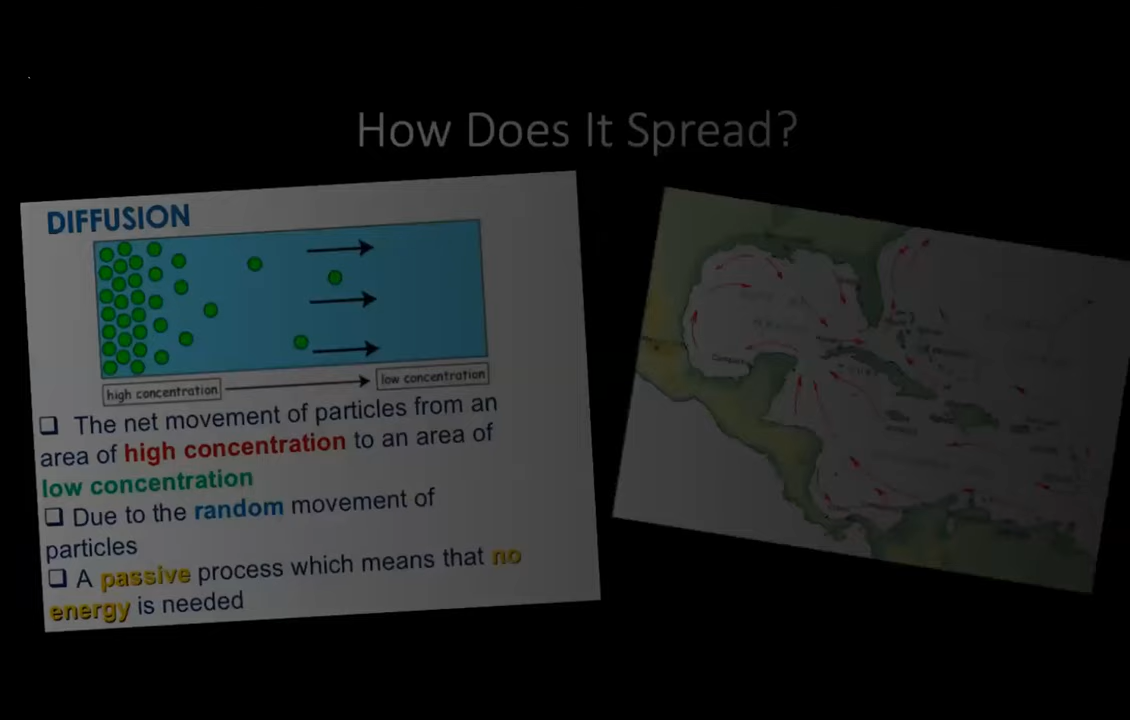 How Does It Spread?
DIFFUSION
high concentration
low concentration
❑ The net movement of particles from an
area of high concentration to an area of
low concentration
❑ Due to the random movement of
particles
❑ A passive process which means that no
energy is needed